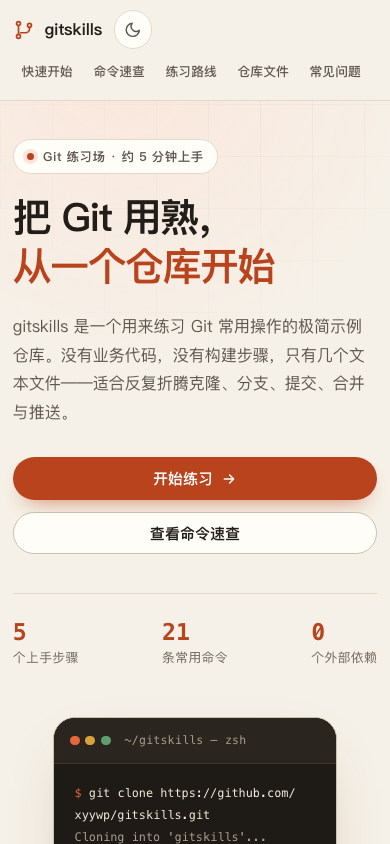 gitskills
快速开始 命令速查 练习路线 仓库文件 常见问题
Git 练习场 · 约 5 分钟上手
把 Git 用熟，
从一个仓库开始
gitskills 是一个用来练习 Git 常用操作的极简示例
仓库。没有业务代码，没有构建步骤，只有几个文
本文件——适合反复折腾克隆、分支、提交、合并
与推送。
开始练习 →
查看命令速查
5 21 0
个上手步骤 条常用命令 个外部依赖
~/gitskills — zsh
$ git clone https://github.com/
xyywp/gitskills.git
Cloning into 'gitskills'...